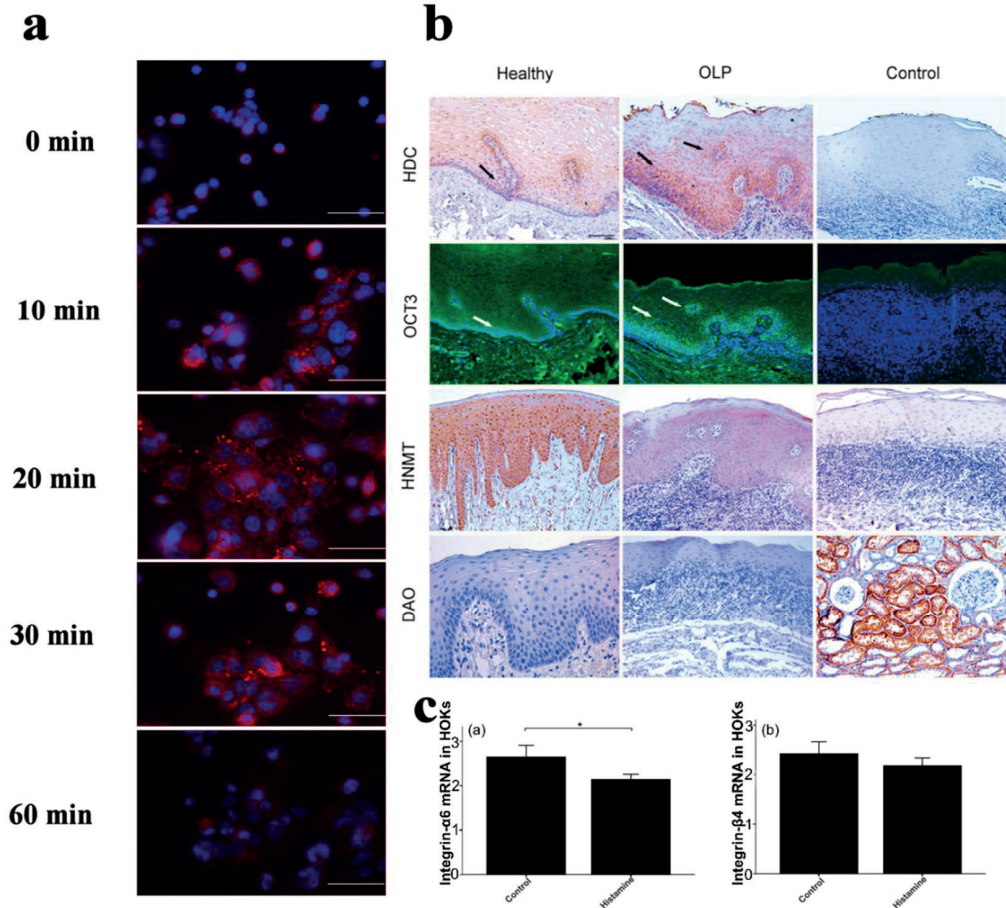 a
0 min
10 min
20 min
30 min
60 min
b
Healthy OLP Control
HDC
OCT3
HNMT
DAO
c
(a)
*
Integrin-α6 mRNA in HOKs
3
2
1
0
Control Histamine
(b)
Integrin-β4 mRNA in HOKs
3
2
1
0
Control Histamine